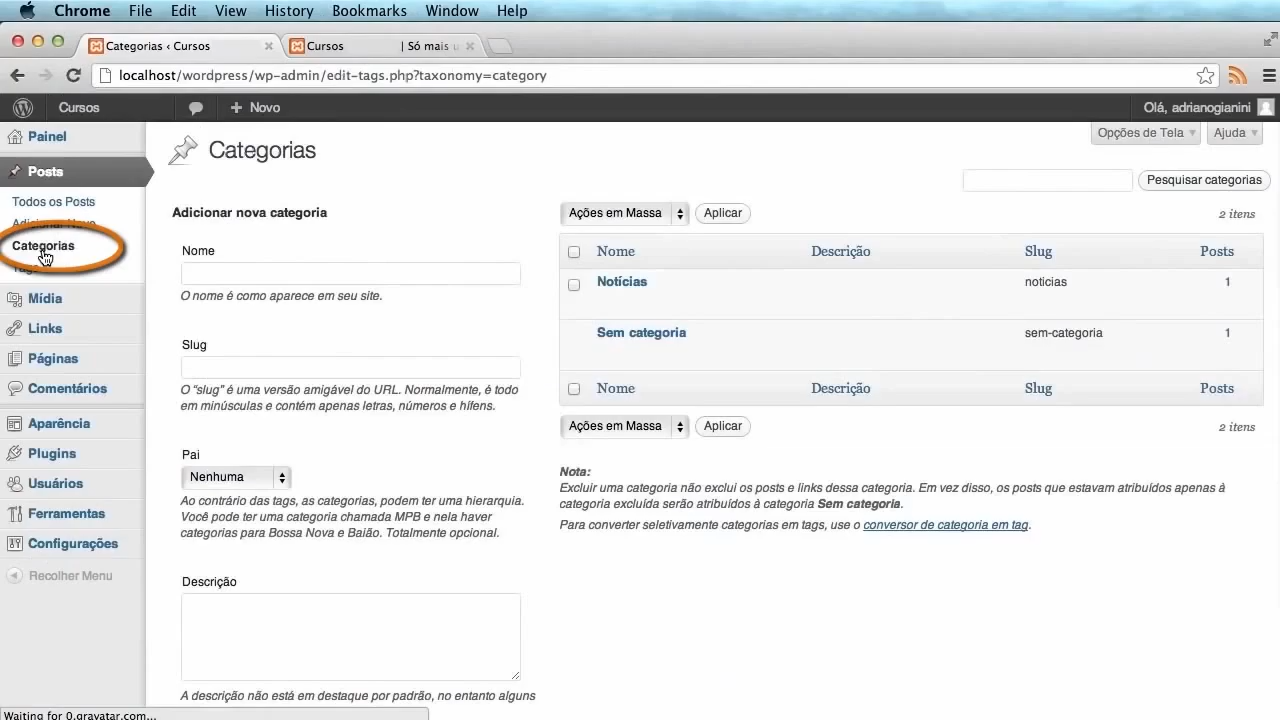 Chrome File Edit View History Bookmarks Window Help
Categorias ‹ Cursos
Cursos | Só mais u
localhost/wordpress/wp-admin/edit-tags.php?taxonomy=category
Cursos + Novo Olá, adrianogianini
Painel
Posts
Todos os Posts
Adicionar Novo
Categorias
Tags
Mídia
Links
Páginas
Comentários
Aparência
Plugins
Usuários
Ferramentas
Configurações
Recolher Menu
Opções de Tela Ajuda
Categorias
Pesquisar categorias
Adicionar nova categoria
Nome
O nome é como aparece em seu site.
Slug
O “slug” é uma versão amigável do URL. Normalmente, é todo
em minúsculas e contém apenas letras, números e hífens.
Pai
Nenhuma
Ao contrário das tags, as categorias, podem ter uma hierarquia.
Você pode ter uma categoria chamada MPB e nela haver
categorias para Bossa Nova e Baião. Totalmente opcional.
Descrição
A descrição não está em destaque por padrão, no entanto alguns
Ações em Massa Aplicar 2 itens
Nome Descrição Slug Posts
Notícias noticias 1
Sem categoria sem-categoria 1
Nome Descrição Slug Posts
Ações em Massa Aplicar 2 itens
Nota:
Excluir uma categoria não exclui os posts e links dessa categoria. Em vez disso, os posts que estavam atribuídos apenas à
categoria excluída serão atribuídos à categoria Sem categoria.
Para converter seletivamente categorias em tags, use o conversor de categoria em tag.
Waiting for 0.gravatar.com...